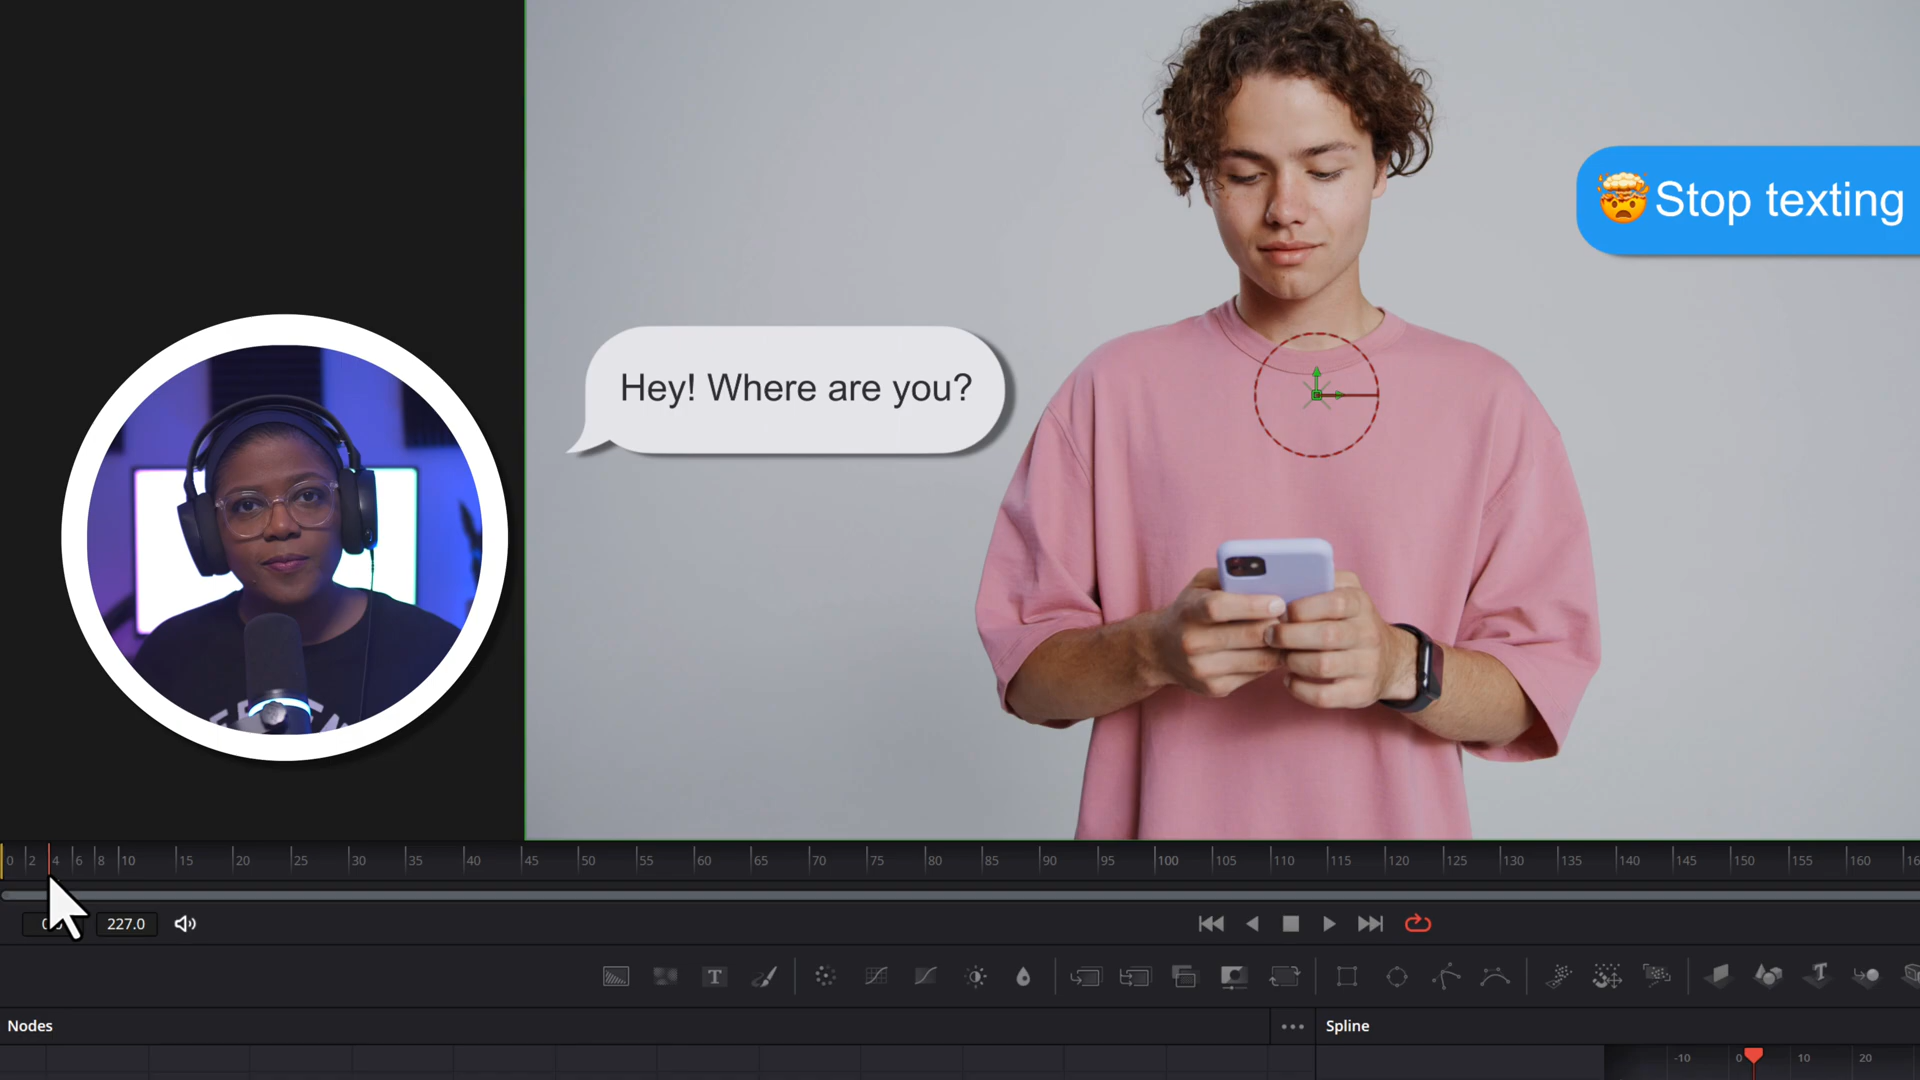 🤯Stop texting
Hey! Where are you?
0 2 4 6 8 10 15 20 25 30 35 40 45 50 55 60 65 70 75 80 85 90 95 100 105 110 115 120 125 130 135 140 145 150 155 160
227.0
T
Nodes
Spline
-10 0 10 20